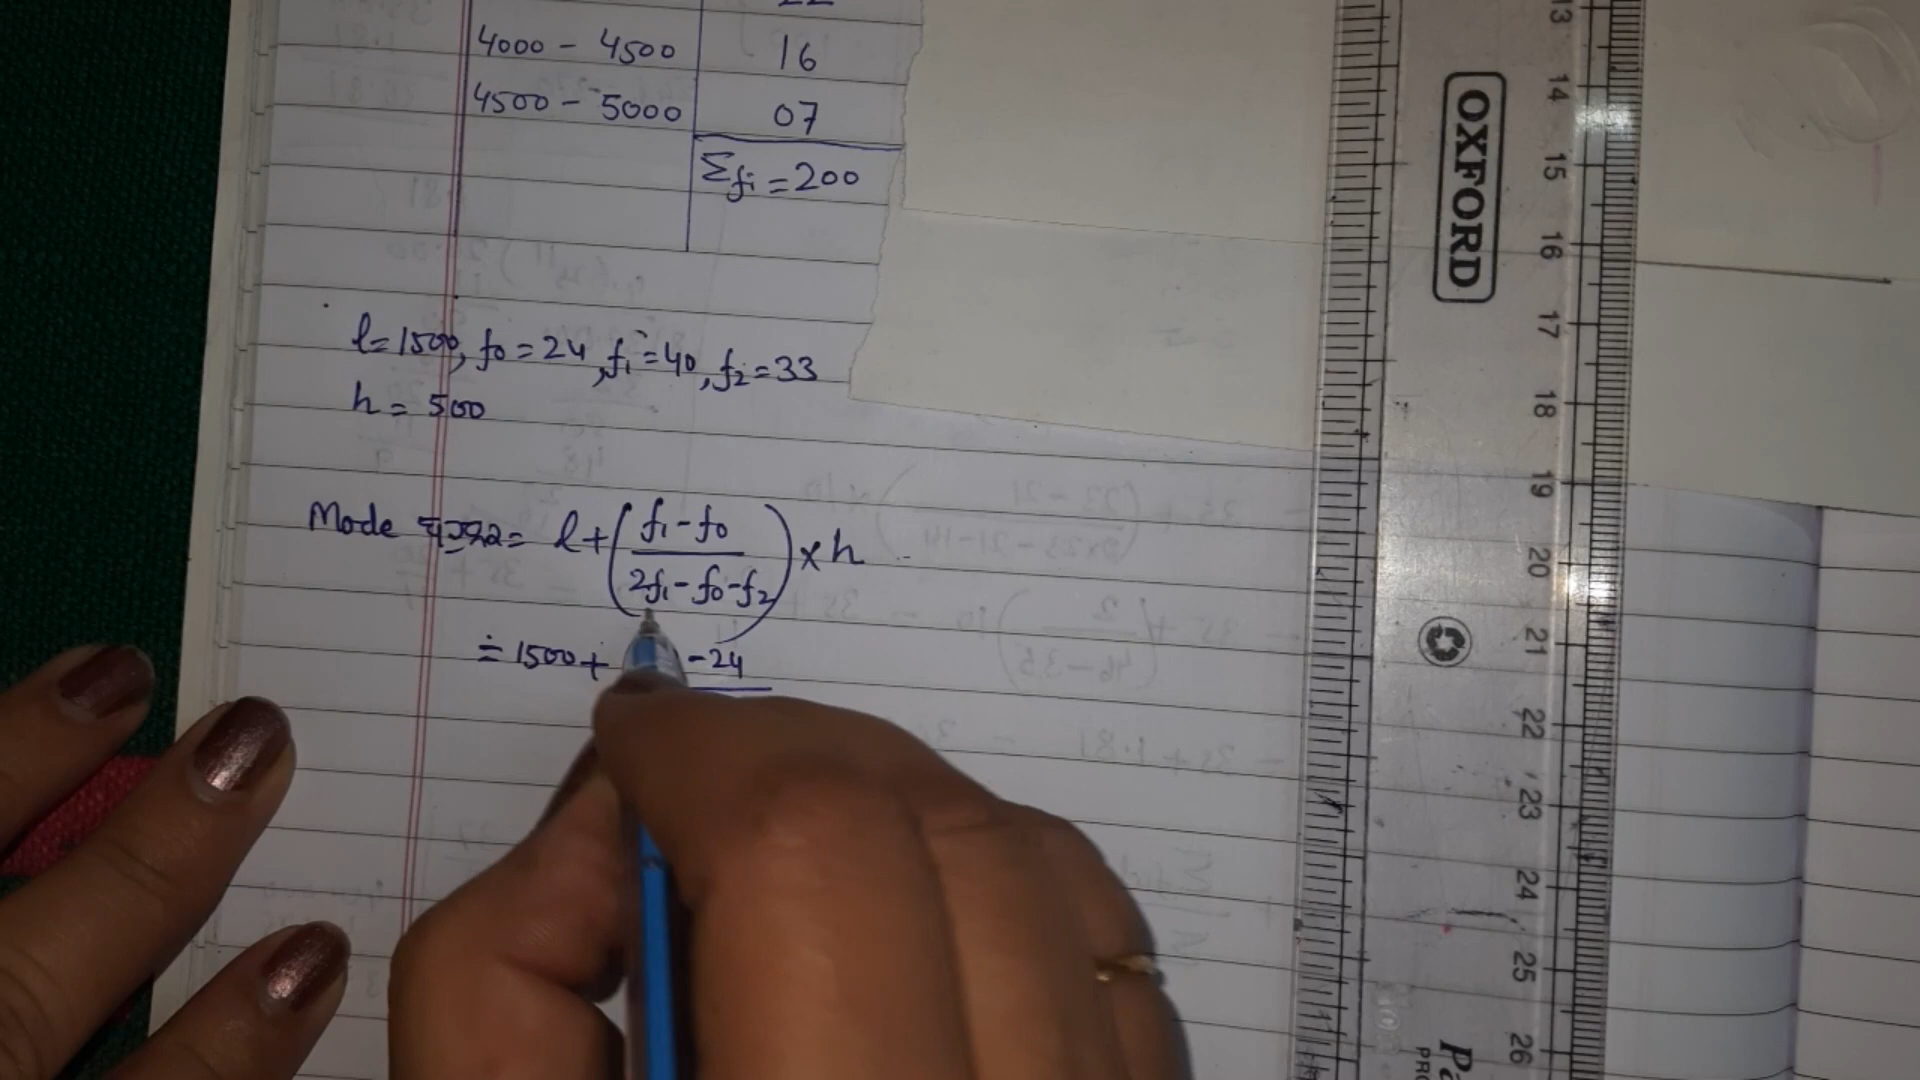 4000 - 4500 16
4500 - 5000 07
Σfi = 200
l = 1500, f0 = 24, f1 = 40, f2 = 33
h = 500
Mode = l + (f1 - f0 / 2f1 - f0 - f2) × h
= 1500 + - 24
OXFORD
13 14 15 16 17 18 19 20 21 22 23 24 25 26